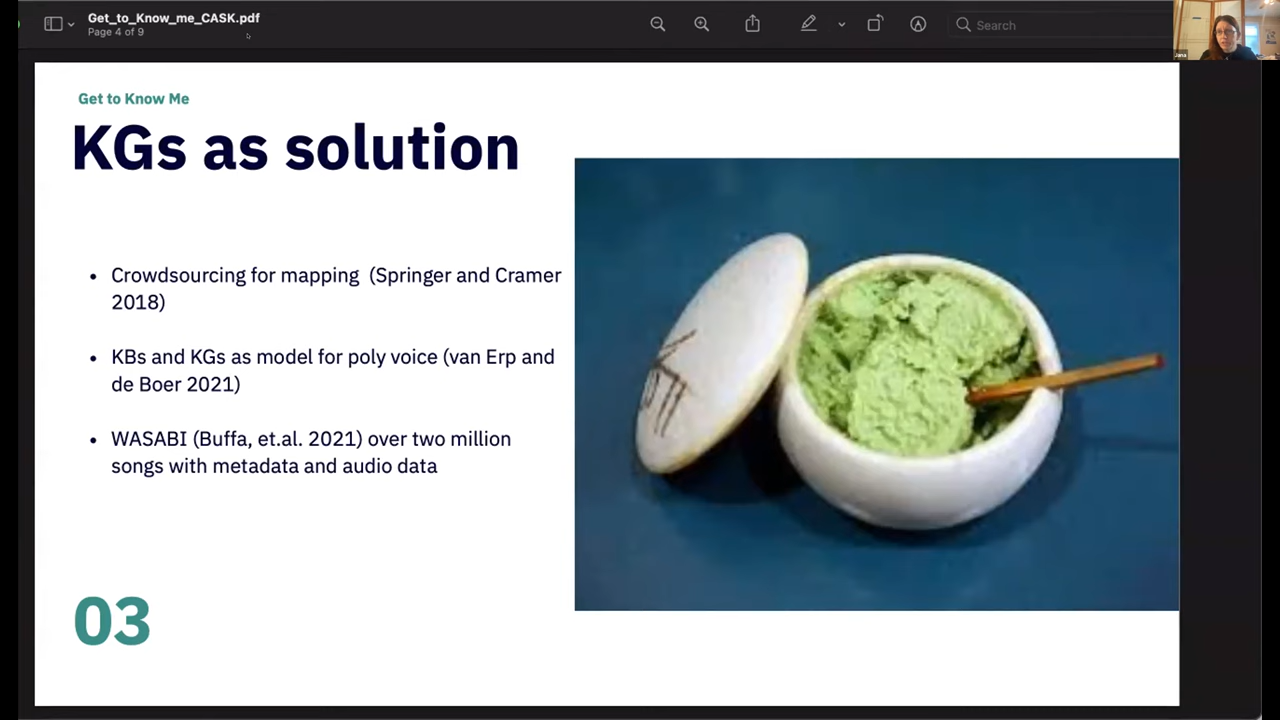 Get_to_Know_me_CASK.pdf
Page 4 of 9
Search
Jana
Get to Know Me
KGs as solution
• Crowdsourcing for mapping (Springer and Cramer
2018)
• KBs and KGs as model for poly voice (van Erp and
de Boer 2021)
• WASABI (Buffa, et.al. 2021) over two million
songs with metadata and audio data
03